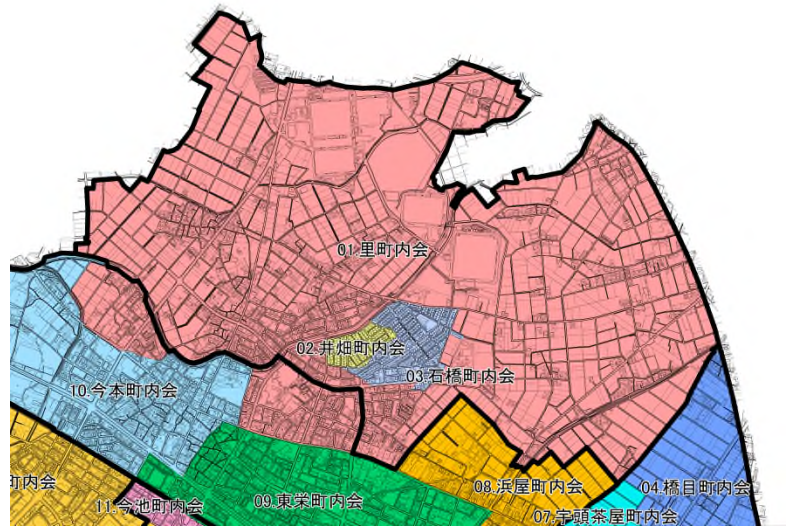 01.里町内会
02.井畑町内会
03.石橋町内会
10.今本町内会
町内会
08.浜屋町内会
04.橋目町内会
11.今池町内会
09.東栄町内会
07.宇頭茶屋町内会